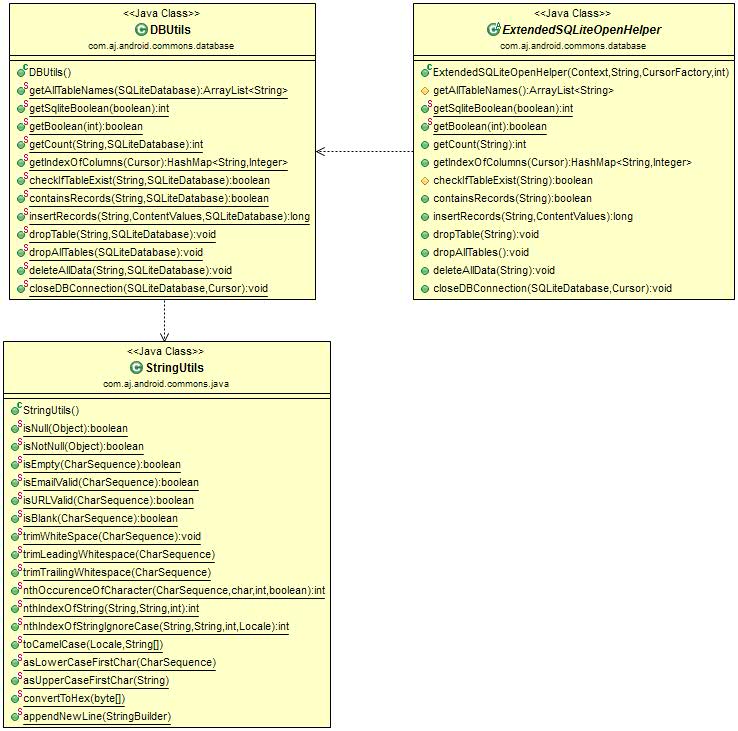 <<Java Class>>
DBUtils
com.aj.android.commons.database
DBUtils()
getAllTableNames(SQLiteDatabase):ArrayList<String>
getSqliteBoolean(boolean):int
getBoolean(int):boolean
getCount(String,SQLiteDatabase):int
getIndexOfColumns(Cursor):HashMap<String,Integer>
checkIfTableExist(String,SQLiteDatabase):boolean
containsRecords(String,SQLiteDatabase):boolean
insertRecords(String,ContentValues,SQLiteDatabase):long
dropTable(String,SQLiteDatabase):void
dropAllTables(SQLiteDatabase):void
deleteAllData(String,SQLiteDatabase):void
closeDBConnection(SQLiteDatabase,Cursor):void
<<Java Class>>
ExtendedSQLiteOpenHelper
com.aj.android.commons.database
ExtendedSQLiteOpenHelper(Context,String,CursorFactory,int)
getAllTableNames():ArrayList<String>
getSqliteBoolean(boolean):int
getBoolean(int):boolean
getCount(String):int
getIndexOfColumns(Cursor):HashMap<String,Integer>
checkIfTableExist(String):boolean
containsRecords(String):boolean
insertRecords(String,ContentValues):long
dropTable(String):void
dropAllTables():void
deleteAllData(String):void
closeDBConnection(SQLiteDatabase,Cursor):void
<<Java Class>>
StringUtils
com.aj.android.commons.java
StringUtils()
isNull(Object):boolean
isNotNull(Object):boolean
isEmpty(CharSequence):boolean
isEmailValid(CharSequence):boolean
isURLValid(CharSequence):boolean
isBlank(CharSequence):boolean
trimWhiteSpace(CharSequence):void
trimLeadingWhitespace(CharSequence)
trimTrailingWhitespace(CharSequence)
nthOccurenceOfCharacter(CharSequence,char,int,boolean):int
nthIndexOfString(String,String,int):int
nthIndexOfStringIgnoreCase(String,String,int,Locale):int
toCamelCase(Locale,String[])
asLowerCaseFirstChar(CharSequence)
asUpperCaseFirstChar(String)
convertToHex(byte[])
appendNewLine(StringBuilder)